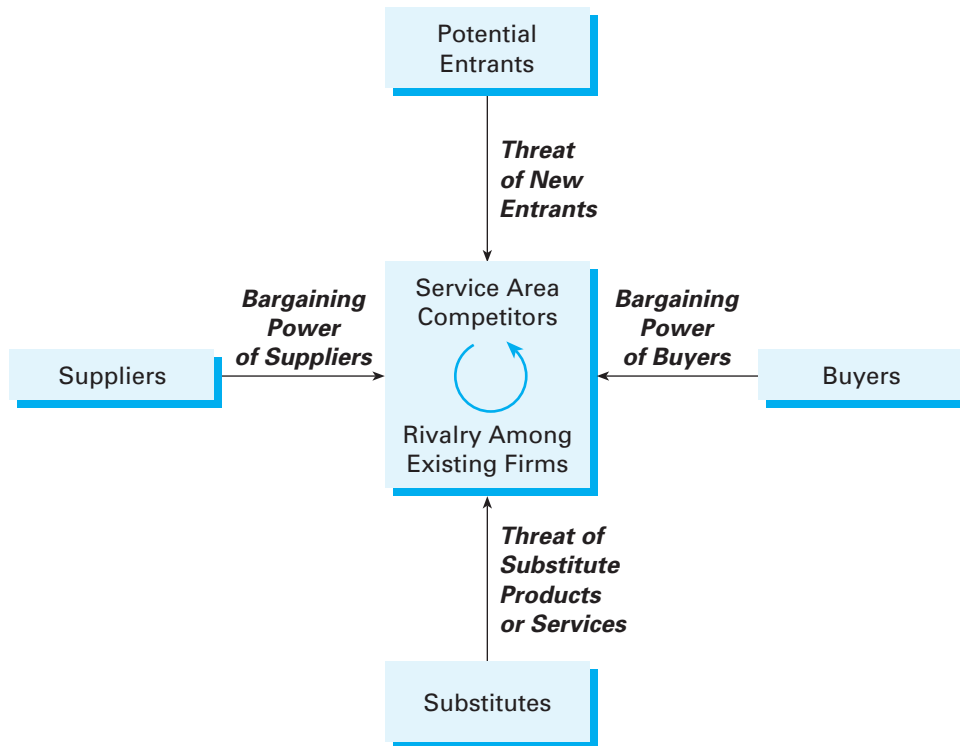 Potential
Entrants
Threat
of New
Entrants
Bargaining
Power
of Suppliers
Suppliers
Service Area
Competitors
Rivalry Among
Existing Firms
Bargaining
Power
of Buyers
Buyers
Threat of
Substitute
Products
or Services
Substitutes